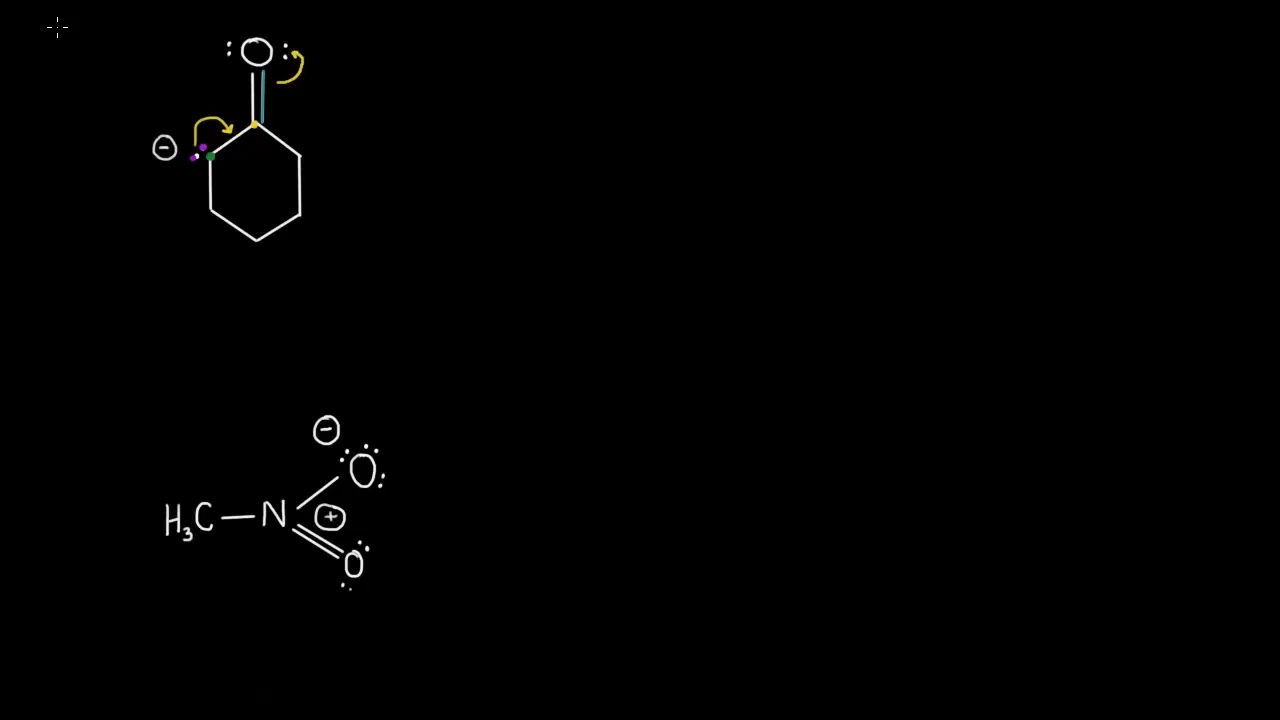 :O:
⊖ :
⊖
:Ö:
H₃C—N ⊕
O